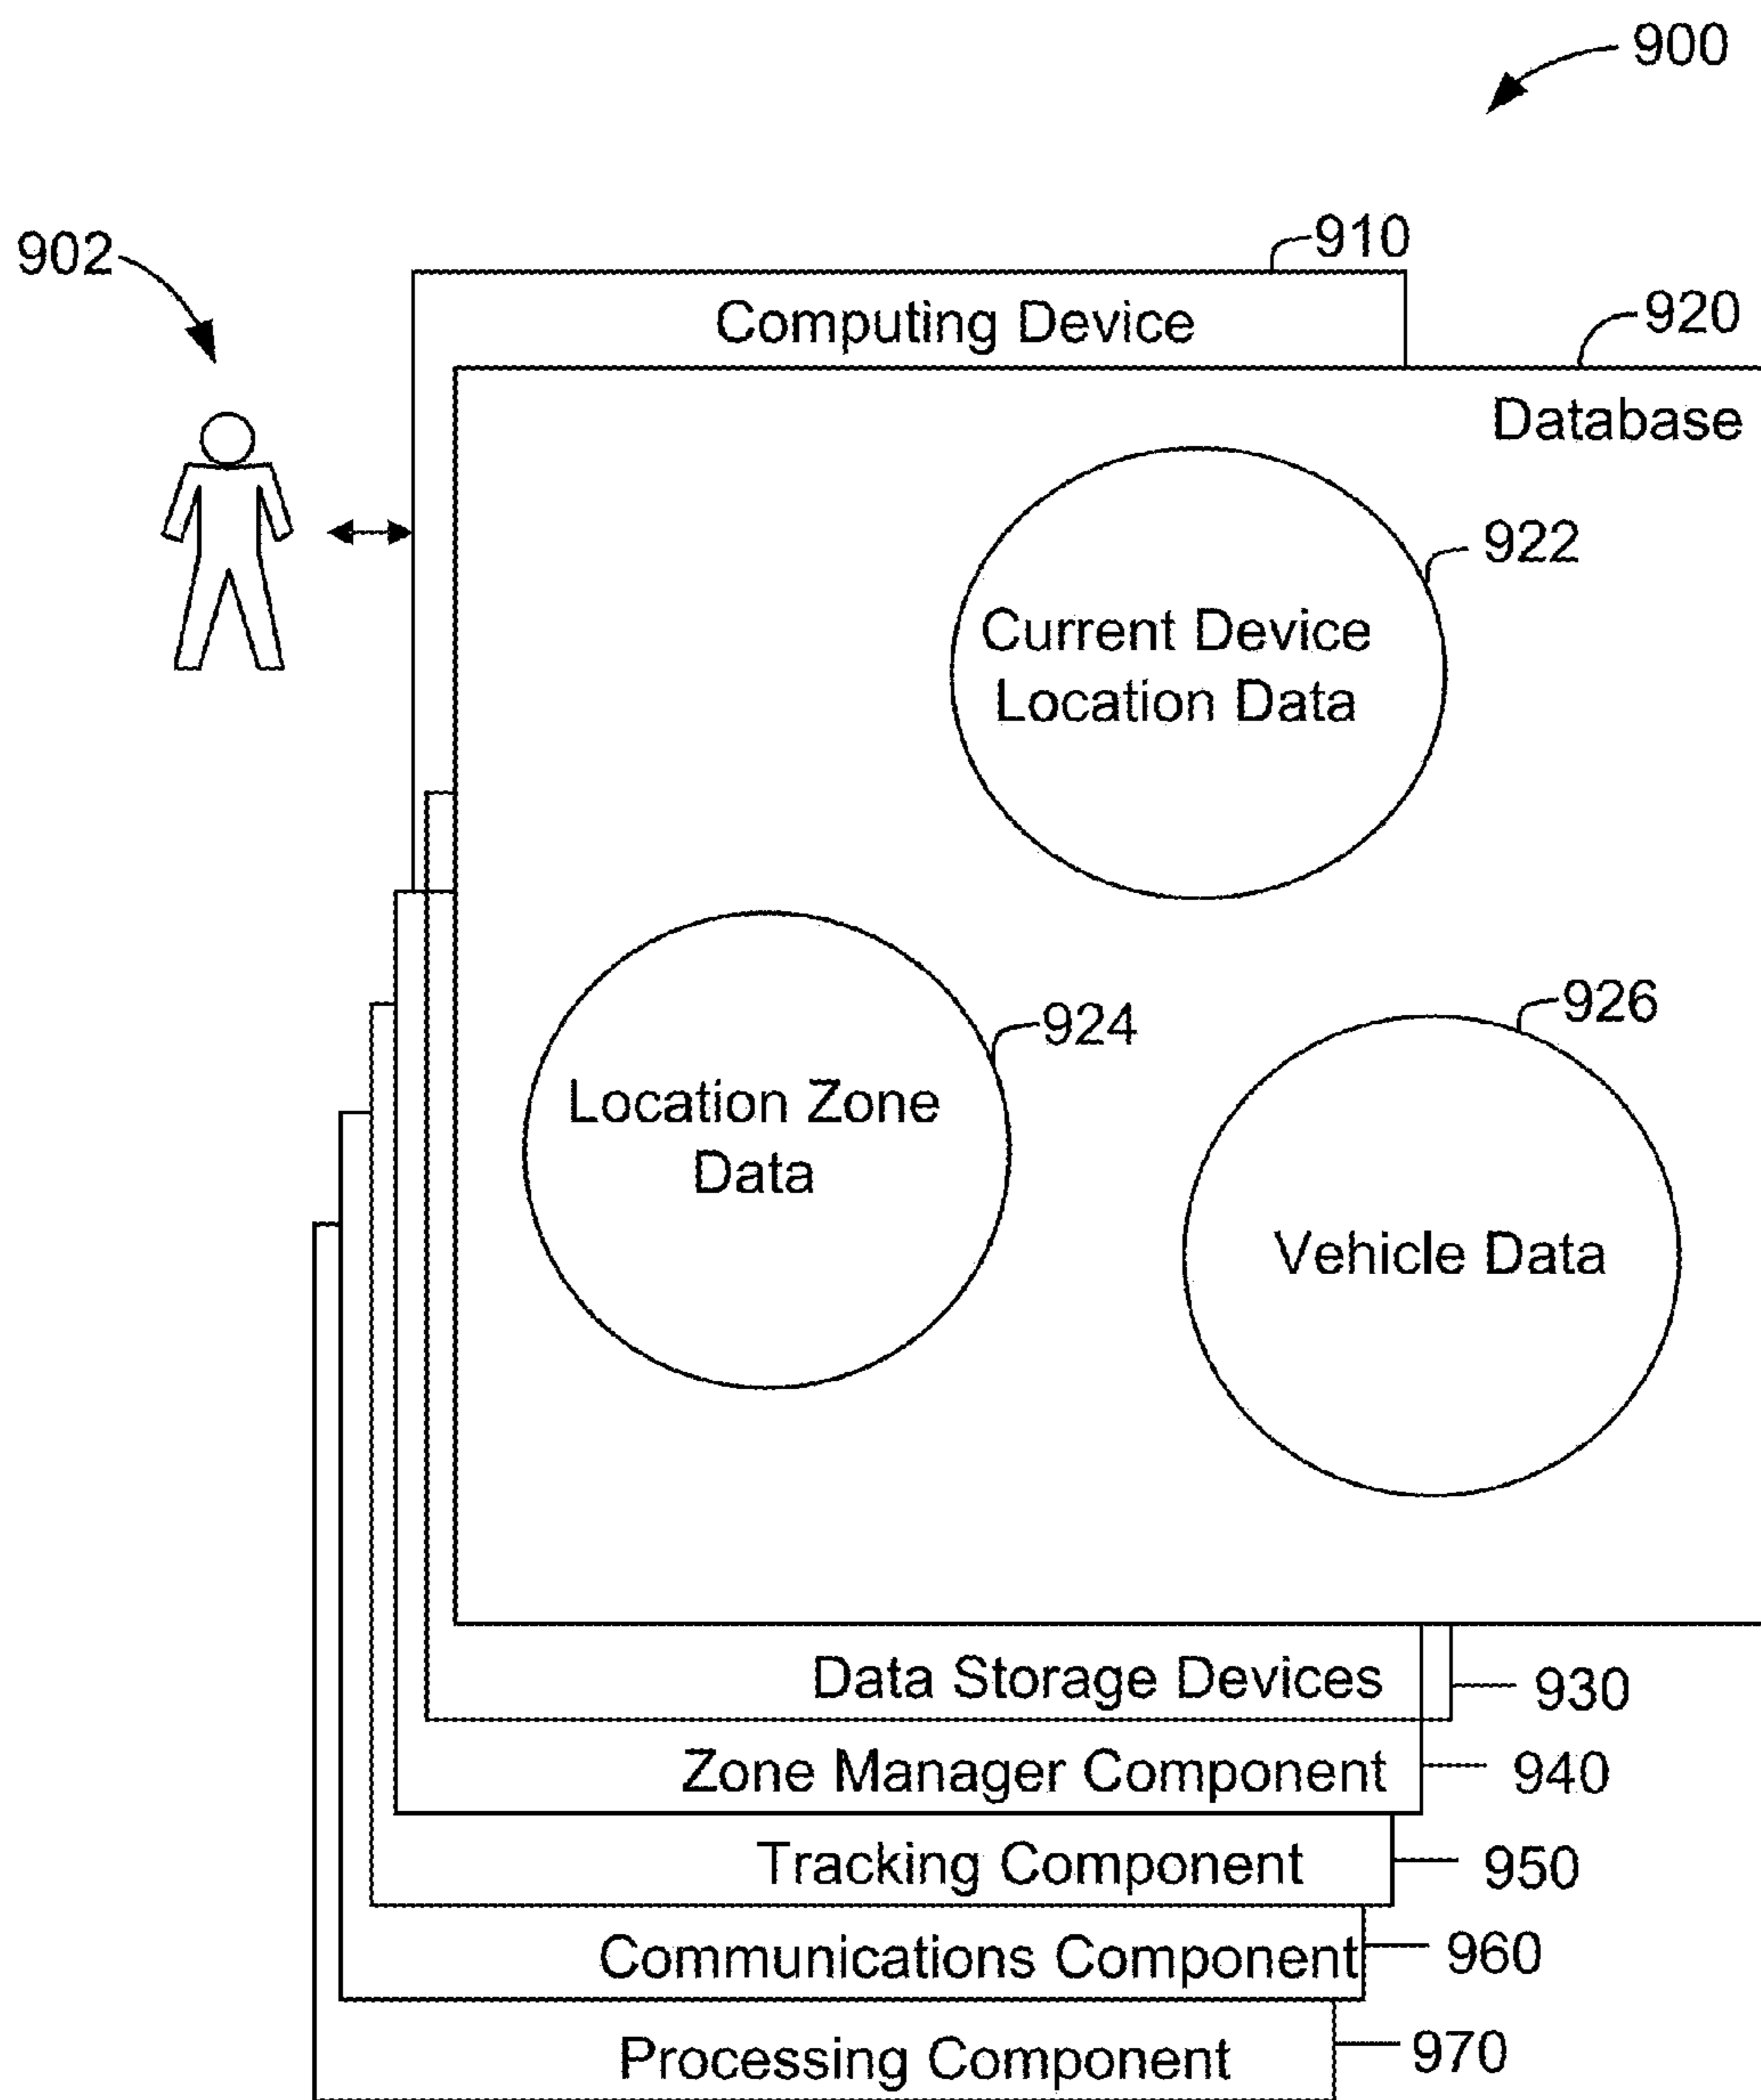 900
902
910
Computing Device
920
Database
922
Current Device
Location Data
924
926
Location Zone
Data
Vehicle Data
Data Storage Devices
930
Zone Manager Component
940
Tracking Component
950
Communications Component
960
Processing Component
970